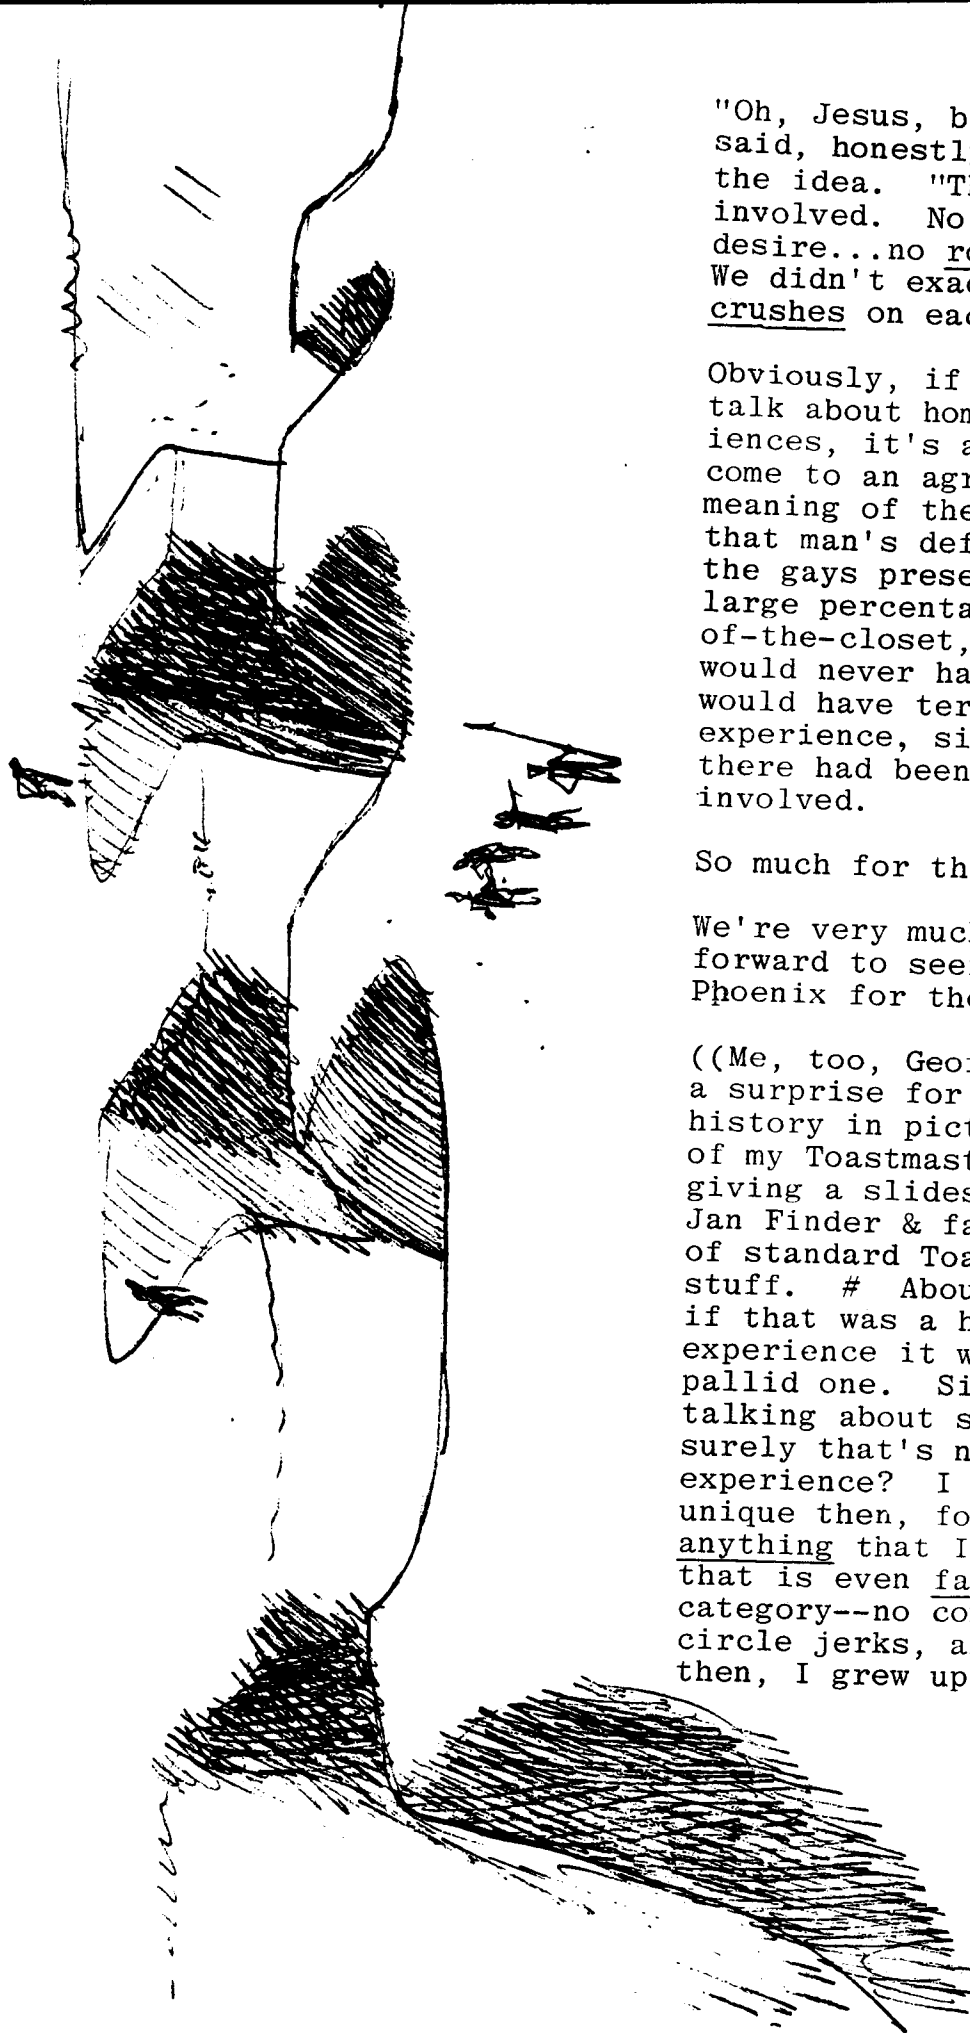 "Oh, Jesus, b
said, honestl
the idea.  "Th
involved.  No
desire...no ro
We didn't exac
crushes on eac

Obviously, if
talk about hom
iences, it's a
come to an agr
meaning of the
that man's def
the gays prese
large percenta
of-the-closet,
would never ha
would have ter
experience, si
there had been
involved.

So much for th

We're very much
forward to see
Phoenix for the

((Me, too, Geo
a surprise for
history in pict
of my Toastmast
giving a slides
Jan Finder & fa
of standard Toa
stuff.  #  Abou
if that was a h
experience it w
pallid one.  Si
talking about s
surely that's n
experience?  I
unique then, fo
anything that I
that is even fa
category--no co
circle jerks, a
then, I grew up